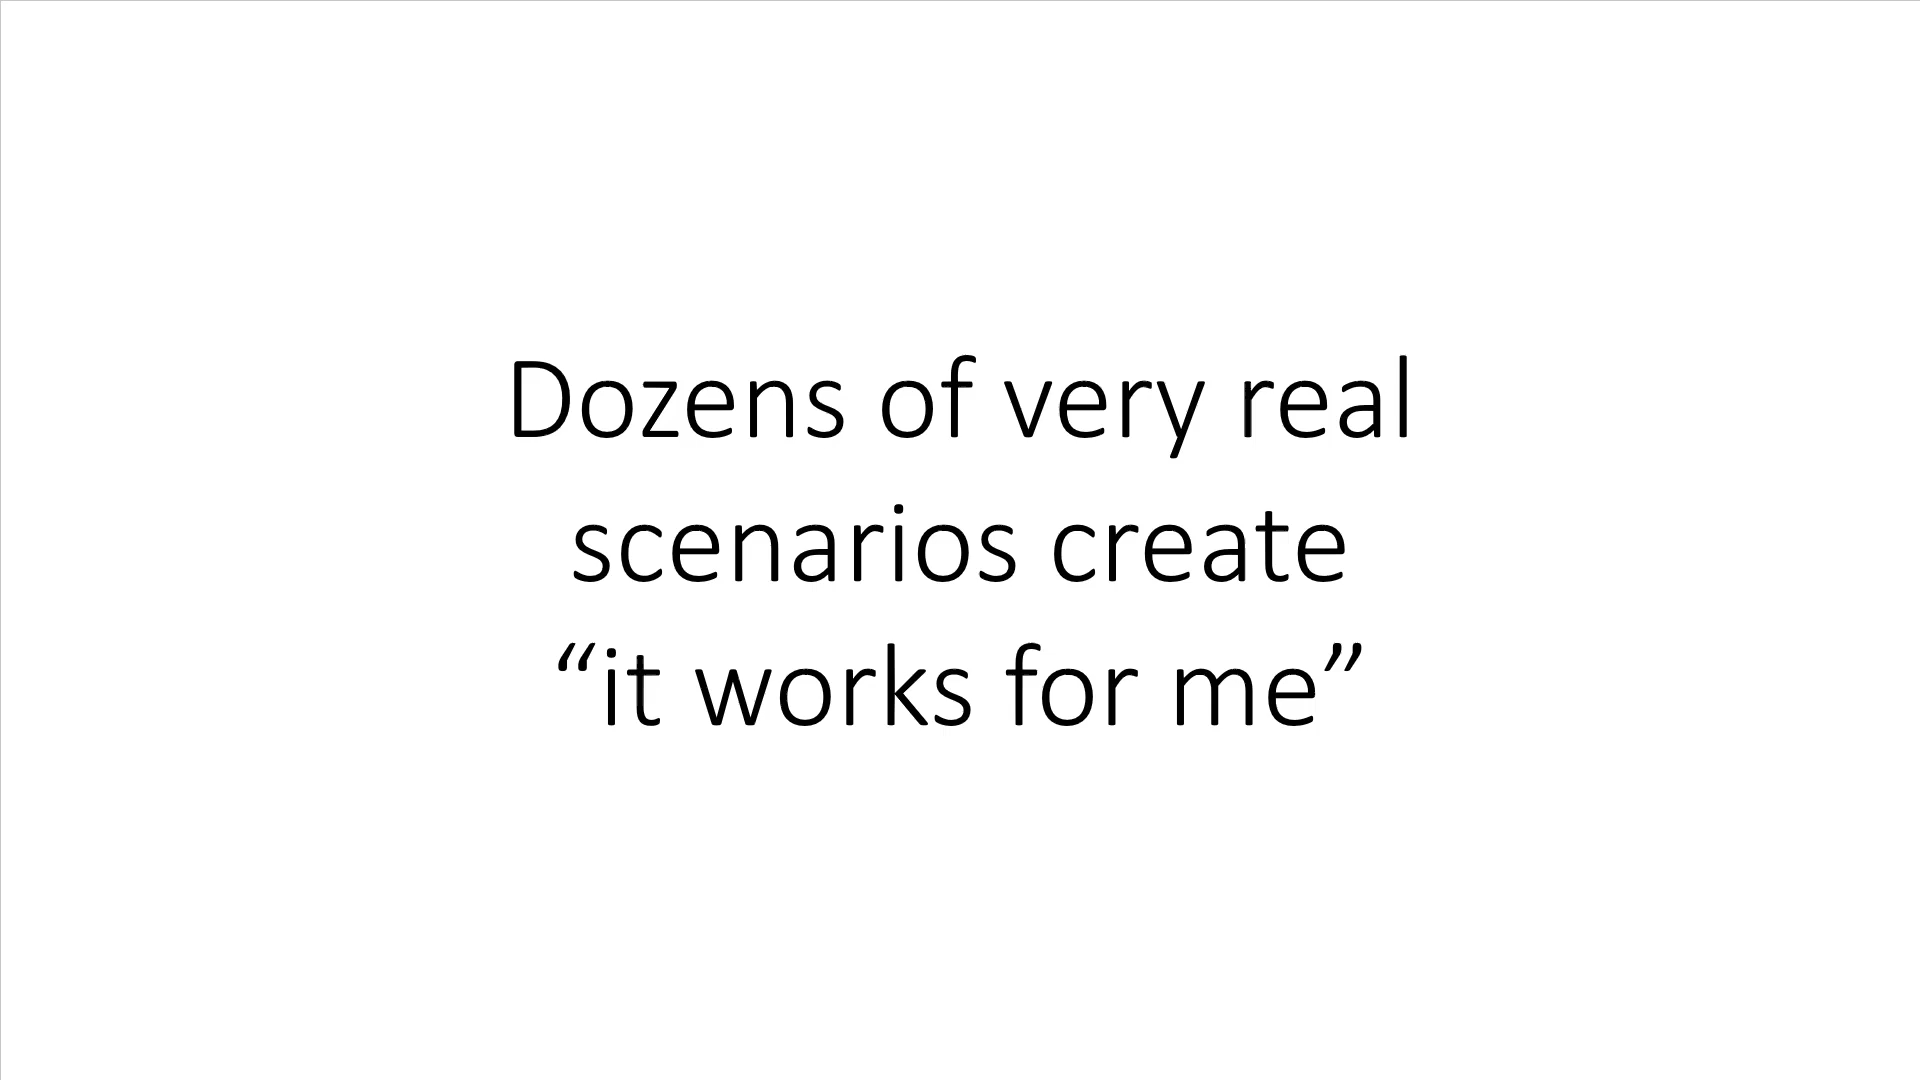 Dozens of very real
scenarios create
“it works for me”